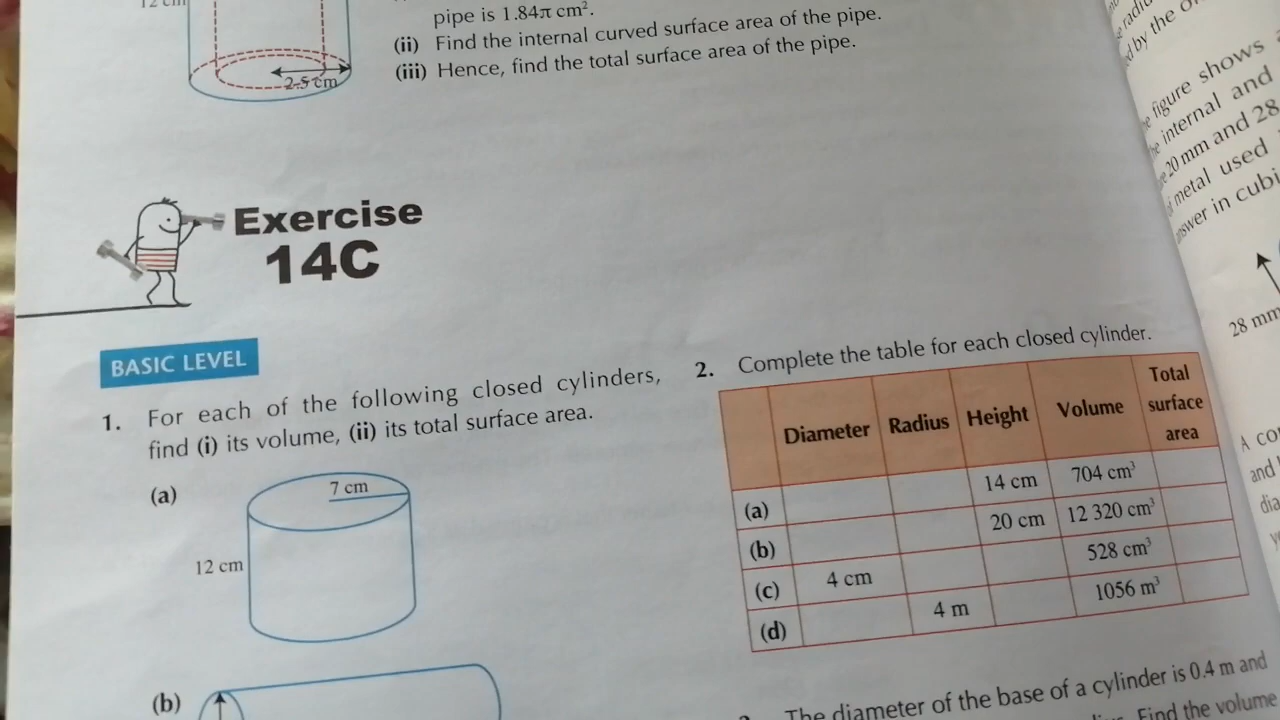 12 cm
pipe is 1.84π cm².
(ii) Find the internal curved surface area of the pipe.
(iii) Hence, find the total surface area of the pipe.
2.5 cm
Exercise
14C
BASIC LEVEL
1. For each of the following closed cylinders,
find (i) its volume, (ii) its total surface area.
(a)
7 cm
12 cm
(b)
2. Complete the table for each closed cylinder.
Diameter Radius Height Volume Total surface area
(a) 14 cm 704 cm³
(b) 20 cm 12 320 cm³
(c) 4 cm 528 cm³
(d) 4 m 1056 m³
The diameter of the base of a cylinder is 0.4 m and
Find the volume
by the
figure shows
internal and
20 mm and 28
metal used
in cubi
28 mm
A
and